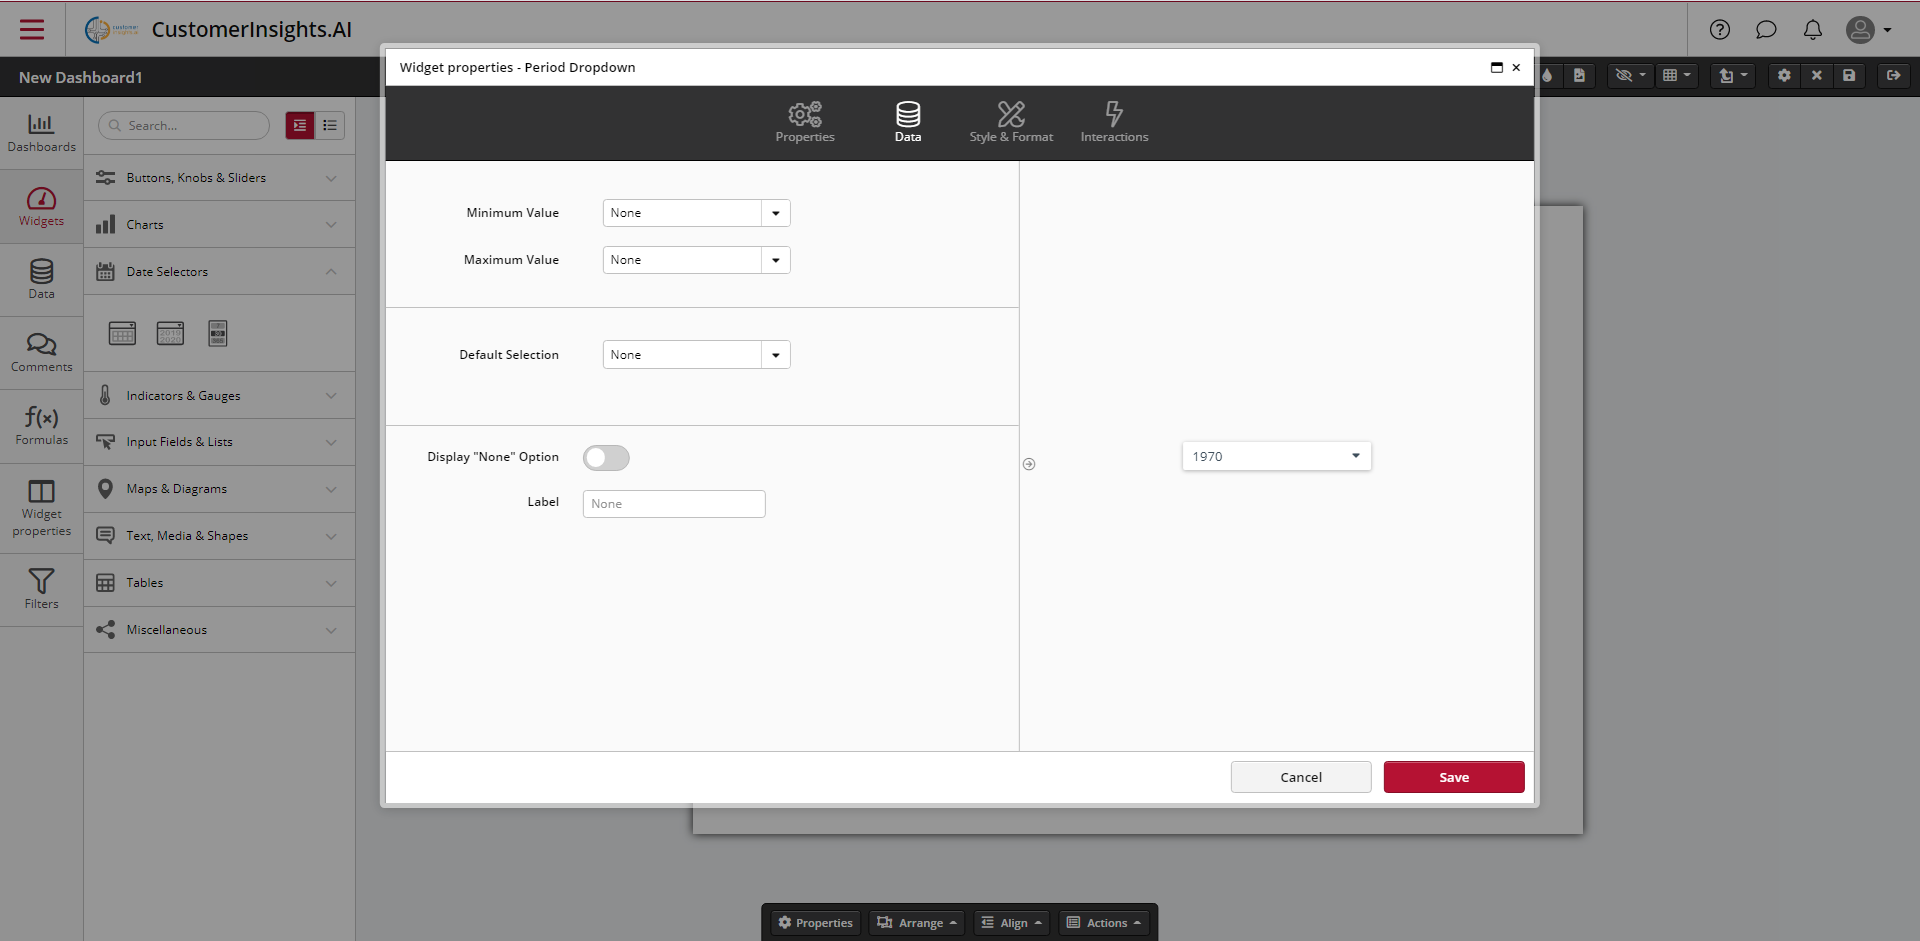 CustomerInsights.AI
New Dashboard1
Widget properties - Period Dropdown
Properties
Data
Style & Format
Interactions
Dashboards
Widgets
Data
Comments
Formulas
Widget
properties
Filters
Search...
Buttons, Knobs & Sliders
Charts
Date Selectors
Indicators & Gauges
Input Fields & Lists
Maps & Diagrams
Text, Media & Shapes
Tables
Miscellaneous
Minimum Value
None
Maximum Value
None
Default Selection
None
Display "None" Option
Label
None
1970
Cancel
Save
Properties
Arrange
Align
Actions
f(x)
2019
2020